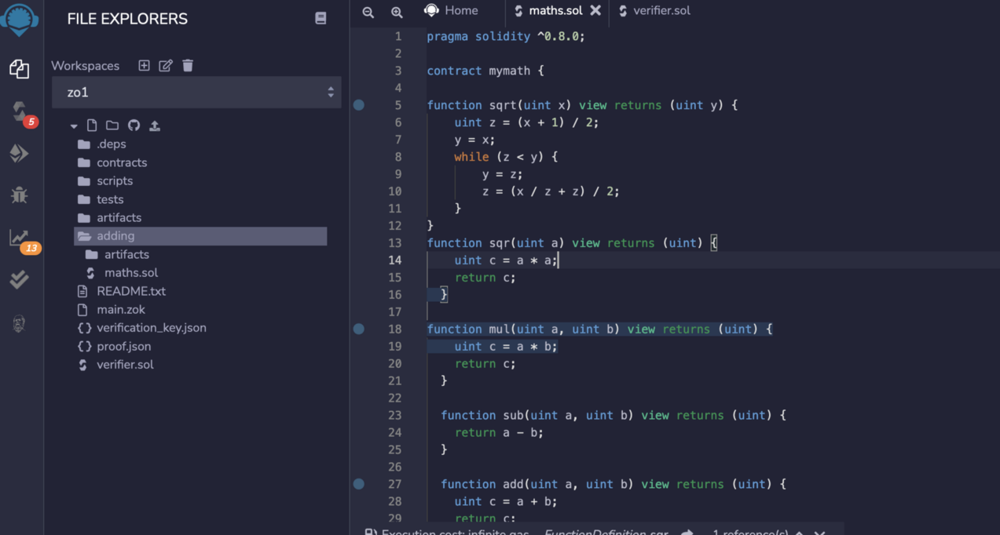 FILE EXPLORERS
Workspaces
zo1
5
13
.deps
contracts
scripts
tests
artifacts
adding
artifacts
maths.sol
README.txt
main.zok
verification_key.json
proof.json
verifier.sol
Home maths.sol verifier.sol
1 pragma solidity ^0.8.0;
2
3 contract mymath {
4
5 function sqrt(uint x) view returns (uint y) {
6     uint z = (x + 1) / 2;
7     y = x;
8     while (z < y) {
9         y = z;
10         z = (x / z + z) / 2;
11     }
12 }
13 function sqr(uint a) view returns (uint) {
14     uint c = a * a;
15     return c;
16   }
17
18 function mul(uint a, uint b) view returns (uint) {
19     uint c = a * b;
20     return c;
21   }
22
23   function sub(uint a, uint b) view returns (uint) {
24     return a - b;
25   }
26
27   function add(uint a, uint b) view returns (uint) {
28     uint c = a + b;
29     return c;
Execution cost: infinite gas FunctionDefinition sqr 1 reference(s)